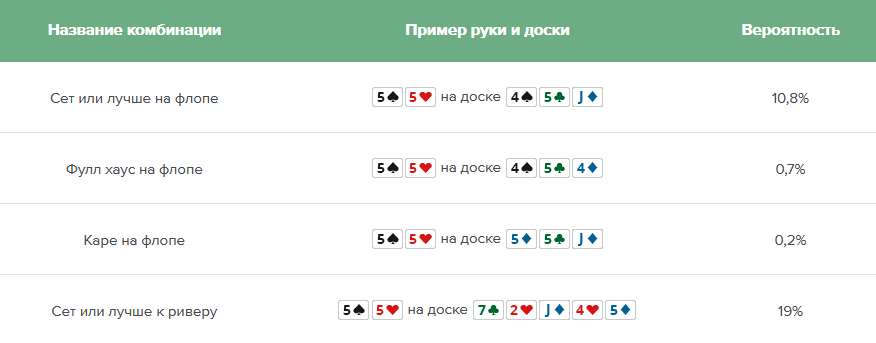 Название комбинации Пример руки и доски Вероятность
Сет или лучше на флопе 5♠ 5♥ на доске 4♠ 5♣ J♦ 10,8%
Фулл хаус на флопе 5♠ 5♥ на доске 4♠ 5♣ 4♦ 0,7%
Каре на флопе 5♠ 5♥ на доске 5♦ 5♣ J♦ 0,2%
Сет или лучше к риверу 5♠ 5♥ на доске 7♣ 2♥ J♦ 4♥ 5♦ 19%